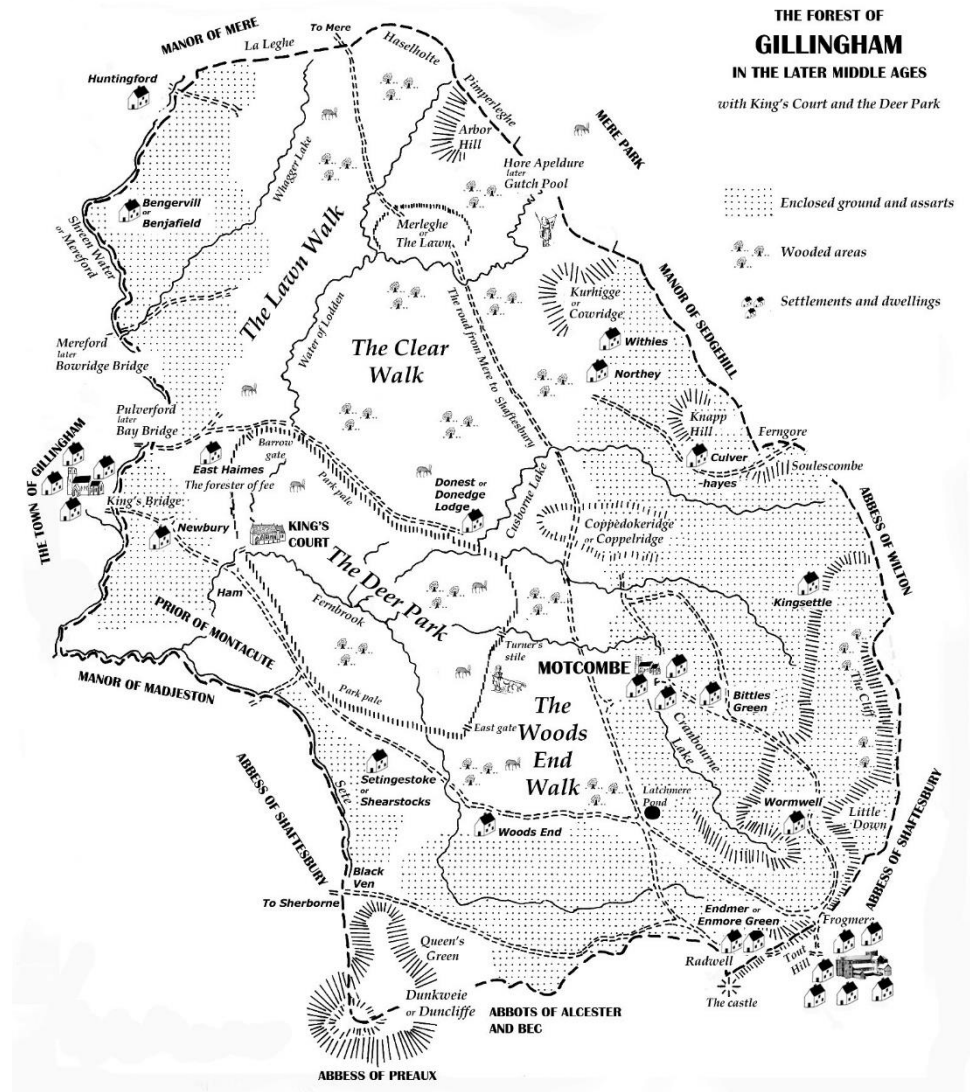 THE FOREST OF
GILLINGHAM
IN THE LATER MIDDLE AGES
with King's Court and the Deer Park
Enclosed ground and assarts
Wooded areas
Settlements and dwellings
MANOR OF MERE
La Leghe
To Mere
Haselholte
Pimperleghe
MERE PARK
Huntingford
Arbor
Hill
Hore Apeldure
later
Gutch Pool
Whagger Lake
Bengervill
or
Benjafield
Shreen Water
or Mereford
Merleghe
or
The Lawn
The Lawn Walk
Water of Lodden
The road from Mere to Shaftesbury
Kurhigge
or
Cowridge
MANOR OF SEDGEHILL
Mereford
later
Bowridge Bridge
The Clear
Walk
Withies
Northey
Pulverford
later
Bay Bridge
Knapp
Hill
Ferngore
THE TOWN OF GILLINGHAM
Barrow
gate
East Haimes
The forester of fee
Culver
-hayes
Soulescombe
King's Bridge
Park pale
Donest or
Donedge
Lodge
Cusborne Lake
Newbury
KING'S
COURT
Coppedokeridge
or Coppelridge
ABBESS OF WILTON
The Deer Park
Ham
Fernbrook
Kingsettle
PRIOR OF MONTACUTE
Turner's
stile
MOTCOMBE
MANOR OF MADJESTON
Park pale
East gate
The
Woods
End
Walk
Bittles
Green
The Cliff
Cranbourne
Lake
Setingestoke
or
Shearstocks
Sete
ABBESS OF SHAFTESBURY
Latchmere
Pond
Wormwell
Little
Down
ABBESS OF SHAFTESBURY
Woods End
Black
Ven
To Sherborne
Endmer or
Enmore Green
Frogmere
Queen's
Green
Radwell
Tout
Hill
Dunkweie
or Duncliffe
The castle
ABBOTS OF ALCESTER
AND BEC
ABBESS OF PREAUX